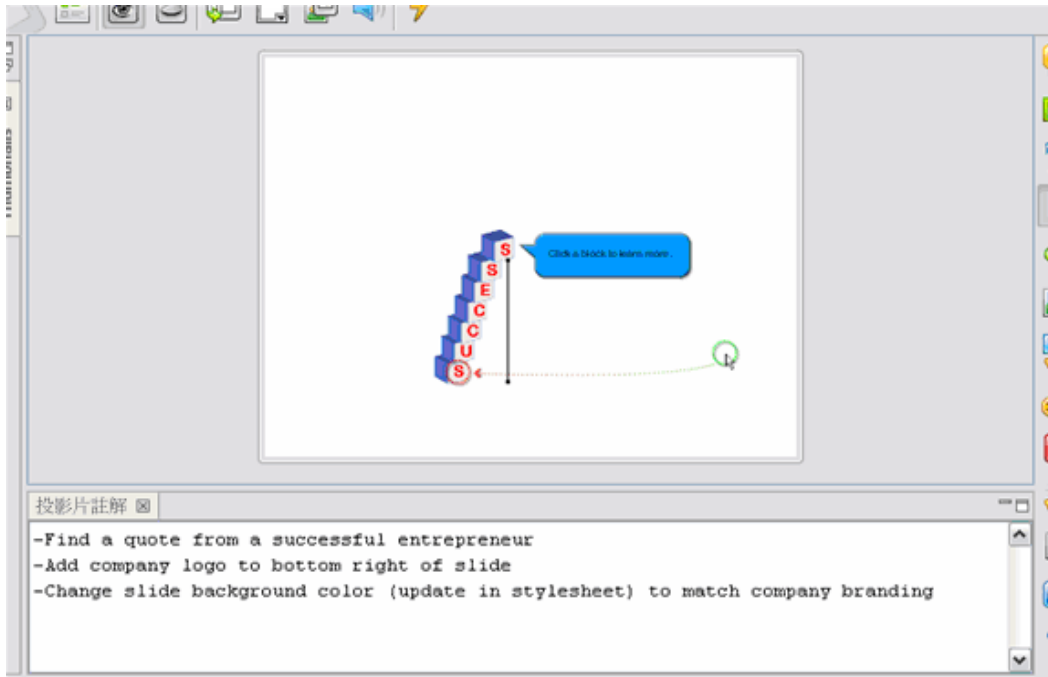 Thumbnails
S
S
E
C
C
U
S
Click a block to learn more.
投影片註解
-Find a quote from a successful entrepreneur
-Add company logo to bottom right of slide
-Change slide background color (update in stylesheet) to match company branding